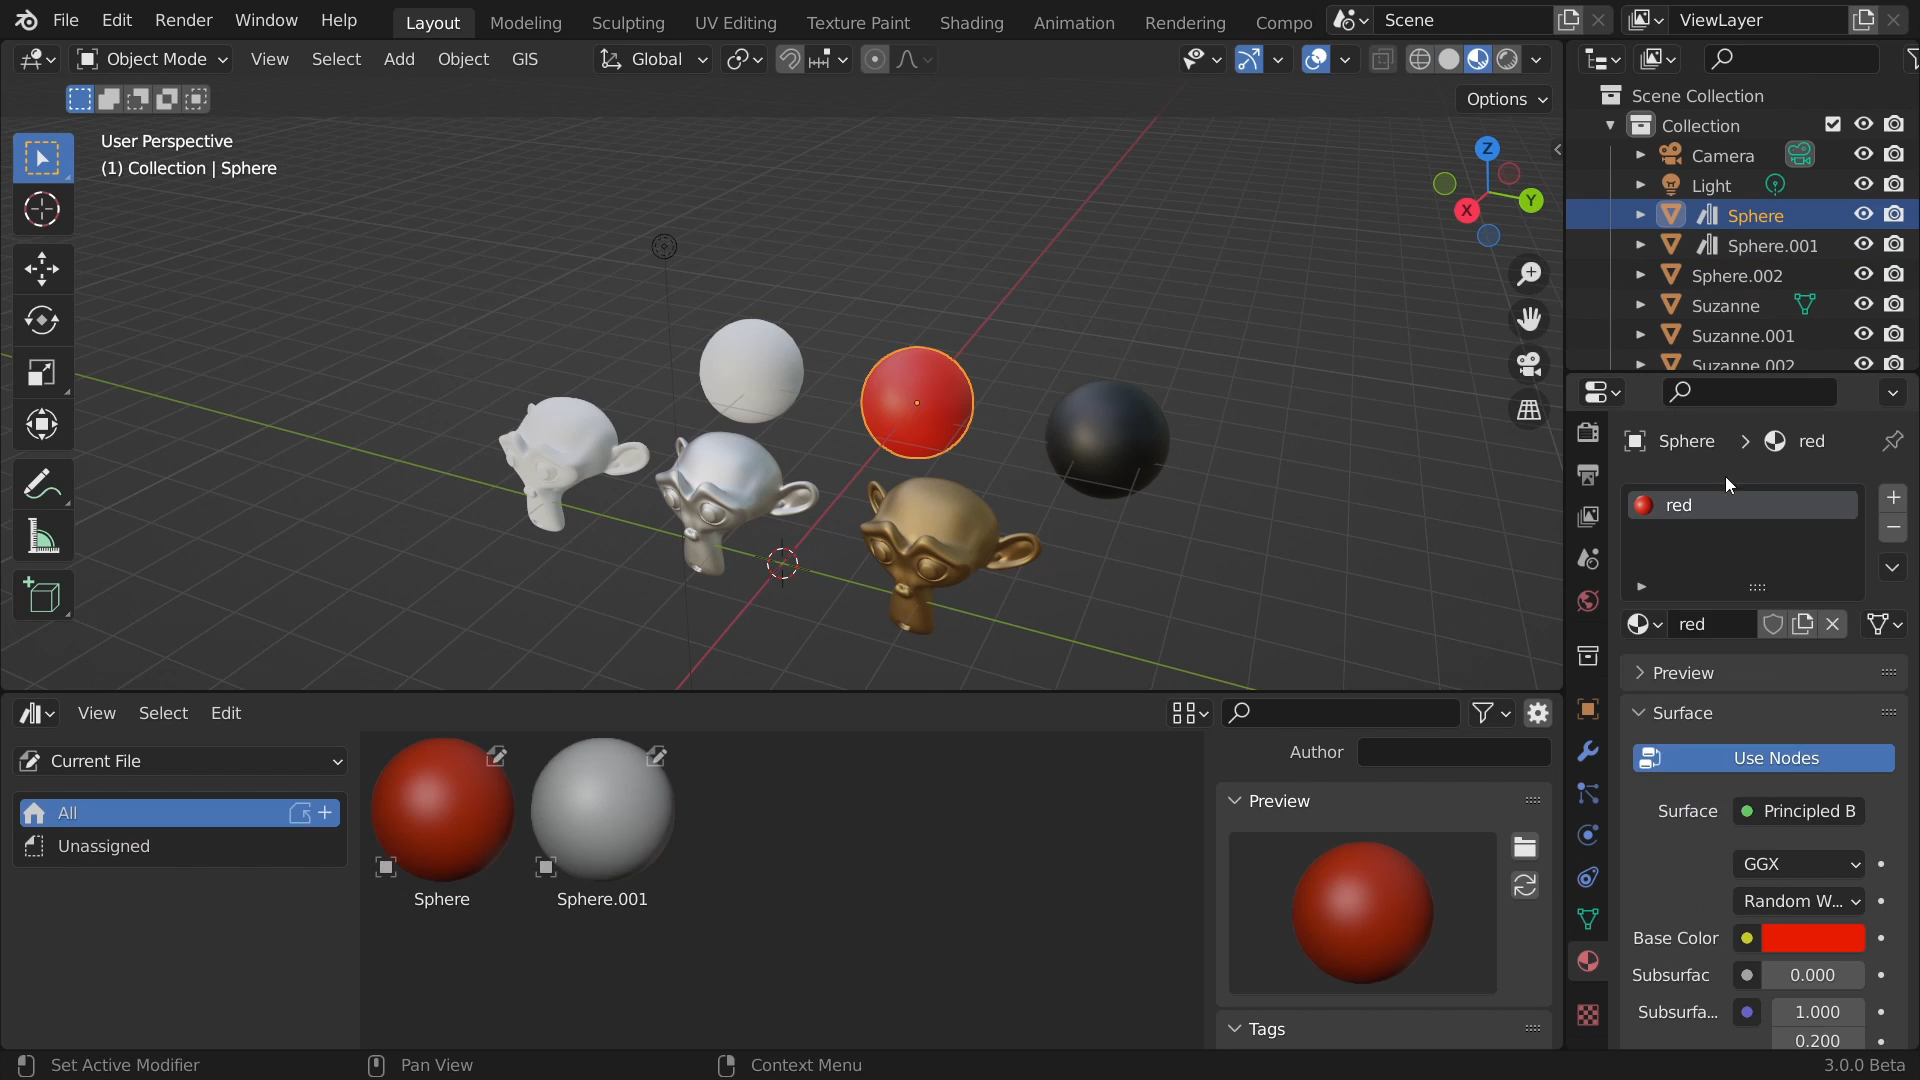 File Edit Render Window Help Layout Modeling Sculpting UV Editing Texture Paint Shading Animation Rendering Compo Scene ViewLayer
Object Mode View Select Add Object GIS Global
Options
User Perspective
(1) Collection | Sphere
Z
Y
X
Scene Collection
Collection
Camera
Light
Sphere
Sphere.001
Sphere.002
Suzanne
Suzanne.001
Suzanne.002
Sphere red
red
red
Preview
Surface
Use Nodes
Surface Principled B
GGX
Random W...
Base Color
Subsurfac 0.000
Subsurfa... 1.000
0.200
View Select Edit
Current File
All
Unassigned
Sphere Sphere.001
Author
Preview
Tags
Set Active Modifier Pan View Context Menu 3.0.0 Beta